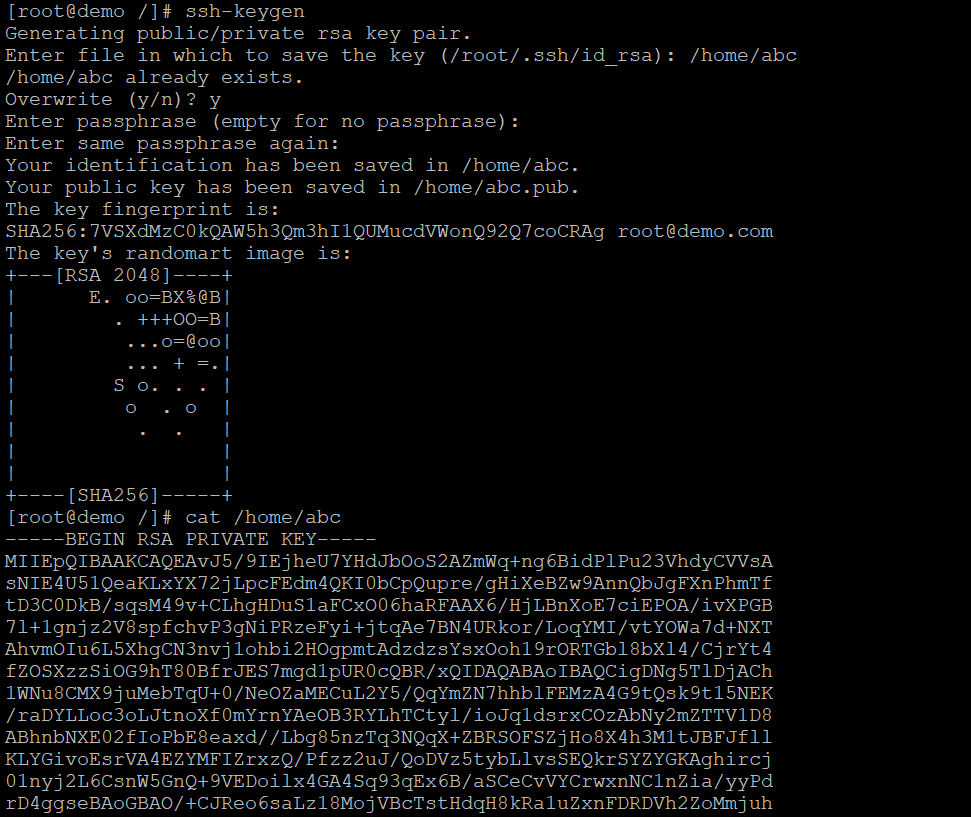 [root@demo /]# ssh-keygen
Generating public/private rsa key pair.
Enter file in which to save the key (/root/.ssh/id_rsa): /home/abc
/home/abc already exists.
Overwrite (y/n)? y
Enter passphrase (empty for no passphrase):
Enter same passphrase again:
Your identification has been saved in /home/abc.
Your public key has been saved in /home/abc.pub.
The key fingerprint is:
SHA256:7VSXdMzC0kQAW5h3Qm3hI1QUMucdVWonQ92Q7coCRAg root@demo.com
The key's randomart image is:
+---[RSA 2048]----+
|      E. oo=BX%@B|
|        . +++OO=B|
|         ...o=@oo|
|         ... + =.|
|        S o. . . |
|         o  . o  |
|          .  .   |
|                 |
|                 |
+----[SHA256]-----+
[root@demo /]# cat /home/abc
-----BEGIN RSA PRIVATE KEY-----
MIIEpQIBAAKCAQEAvJ5/9IEjheU7YHdJbOoS2AZmWq+ng6BidPlPu23VhdyCVVsA
sNIE4U51QeaKLxYX72jLpcFEdm4QKI0bCpQupre/gHiXeBZw9AnnQbJgFXnPhmTf
tD3C0DkB/sqsM49v+CLhgHDuS1aFCxO06haRFAAX6/HjLBnXoE7ciEPOA/ivXPGB
7l+1gnjz2V8spfchvP3gNiPRzeFyi+jtqAe7BN4URkor/LoqYMI/vtYOWa7d+NXT
AhvmOIu6L5XhgCN3nvj1ohbi2HOgpmtAdzdzsYsxOoh19rORTGbl8bXl4/CjrYt4
fZOSXzzSiOG9hT80BfrJES7mgdlpUR0cQBR/xQIDAQABAoIBAQCigDNg5TlDjACh
1WNu8CMX9juMebTqU+0/NeOZaMECuL2Y5/QqYmZN7hhblFEMzA4G9tQsk9t15NEK
/raDYLLoc3oLJtnoXf0mYrnYAeOB3RYLhTCtyl/ioJq1dsrxCOzAbNy2mZTTV1D8
ABhnbNXE02fIoPbE8eaxd//Lbg85nzTq3NQqX+ZBRSOFSZjHo8X4h3M1tJBFJfll
KLYGivoEsrVA4EZYMFIZrxzQ/Pfzz2uJ/QoDVz5tybLlvsSEQkrSYZYGKAghircj
01nyj2L6CsnW5GnQ+9VEDoilx4GA4Sq93qEx6B/aSCeCvVYCrwxnNC1nZia/yyPd
rD4ggseBAoGBAO/+CJReo6saLz18MojVBcTstHdqH8kRa1uZxnFDRDVh2ZoMmjuh